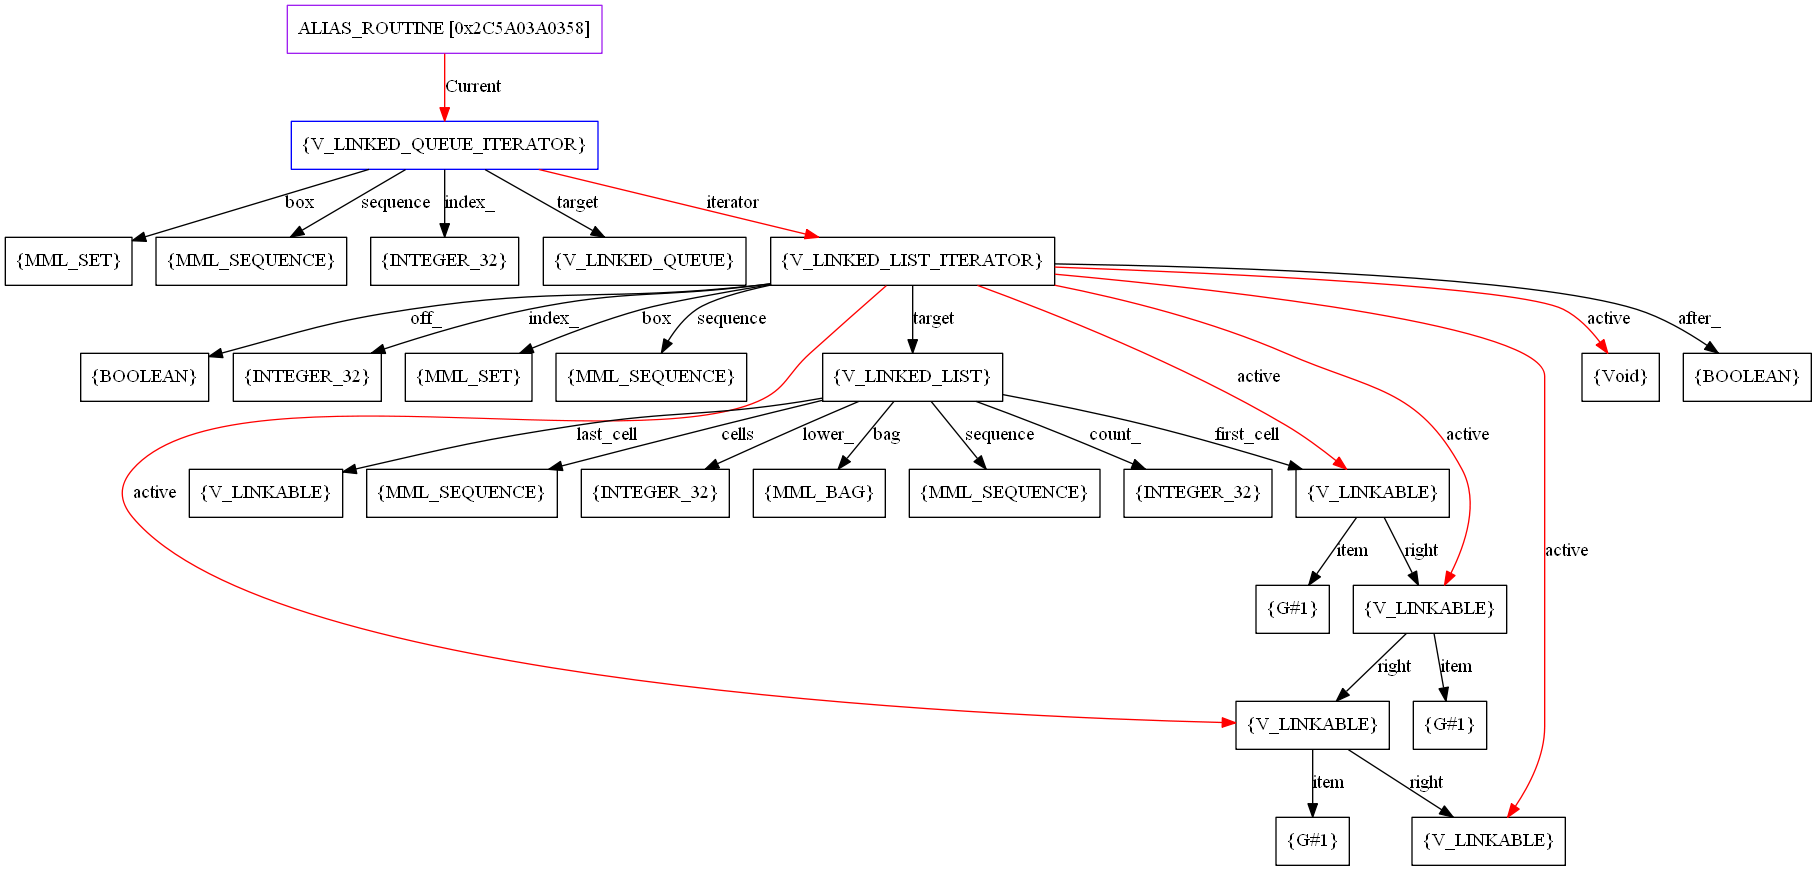 ALIAS_ROUTINE [0x2C5A03A0358]
Current
{V_LINKED_QUEUE_ITERATOR}
box
sequence
index_
target
iterator
{MML_SET}
{MML_SEQUENCE}
{INTEGER_32}
{V_LINKED_QUEUE}
{V_LINKED_LIST_ITERATOR}
off_
index_
box
sequence
target
active
after_
{BOOLEAN}
{INTEGER_32}
{MML_SET}
{MML_SEQUENCE}
{V_LINKED_LIST}
active
{Void}
{BOOLEAN}
last_cell
cells
lower_
bag
sequence
count_
first_cell
active
active
{V_LINKABLE}
{MML_SEQUENCE}
{INTEGER_32}
{MML_BAG}
{MML_SEQUENCE}
{INTEGER_32}
{V_LINKABLE}
item
right
active
{G#1}
{V_LINKABLE}
right
item
{V_LINKABLE}
{G#1}
item
right
{G#1}
{V_LINKABLE}